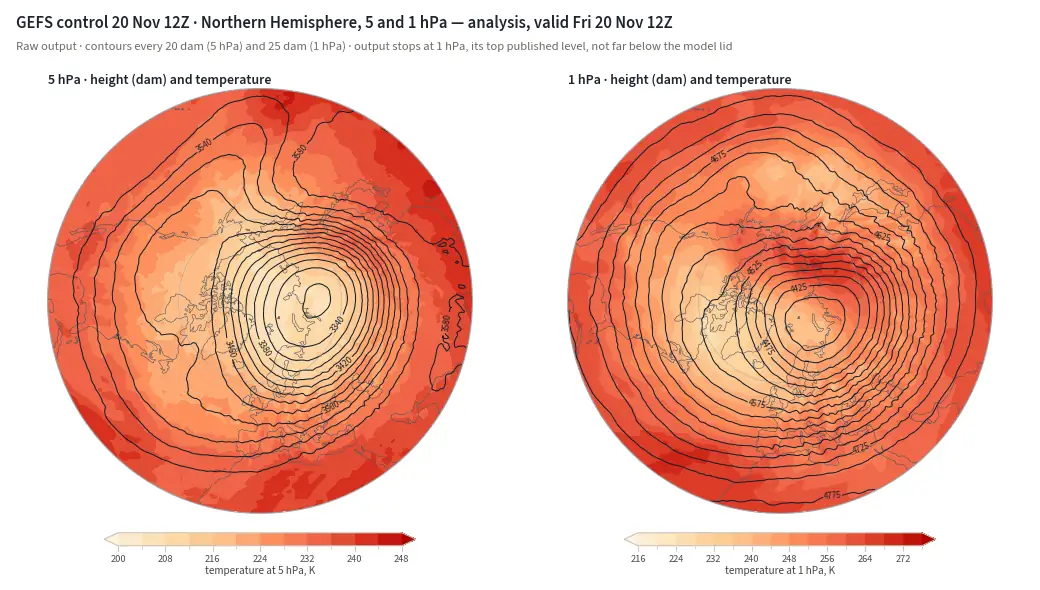 GEFS control 20 Nov 12Z · Northern Hemisphere, 5 and 1 hPa — analysis, valid Fri 20 Nov 12Z
Raw output · contours every 20 dam (5 hPa) and 25 dam (1 hPa) · output stops at 1 hPa, its top published level, not far below the model lid
5 hPa · height (dam) and temperature
1 hPa · height (dam) and temperature
3540
3580
3340
3580
3460
3380
3420
3500
4675
4625
4525
4425
4475
4575
4725
4775
200 208 216 224 232 240 248
temperature at 5 hPa, K
216 224 232 240 248 256 264 272
temperature at 1 hPa, K